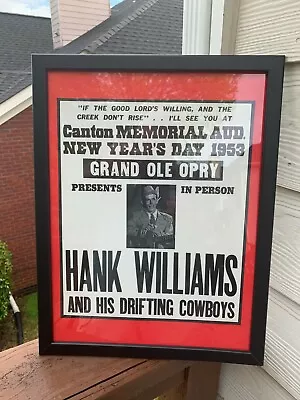 "IF THE GOOD LORD'S WILLING, AND THE
CREEK DON'T RISE" . . I'LL SEE YOU AT
Canton MEMORIAL AUD.
NEW YEAR'S DAY 1953
GRAND OLE OPRY
PRESENTS IN PERSON
HANK WILLIAMS
AND HIS DRIFTING COWBOYS